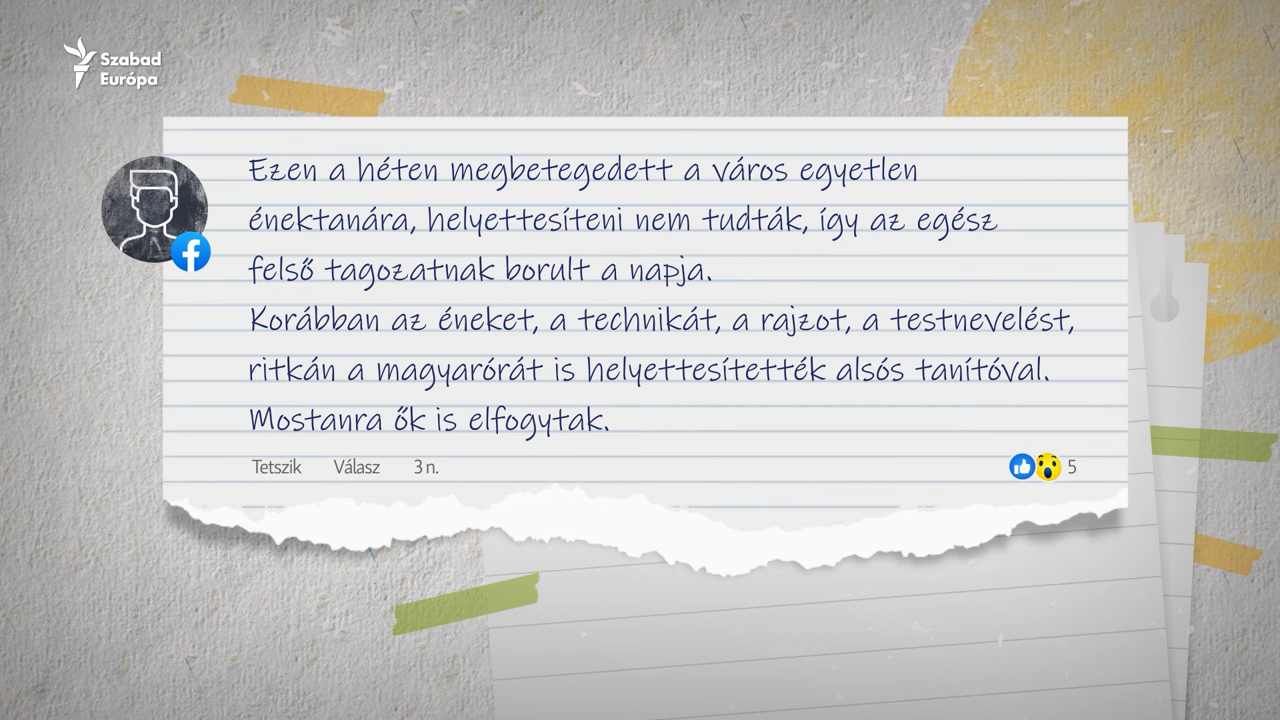 Szabad
Európa
Ezen a héten megbetegedett a város egyetlen
énektanára, helyettesíteni nem tudták, így az egész
felső tagozatnak borult a napja.
Korábban az éneket, a technikát, a rajzot, a testnevelést,
ritkán a magyarórát is helyettesítették alsós tanítóval.
Mostanra ők is elfogytak.
Tetszik Válasz 3 n. 5